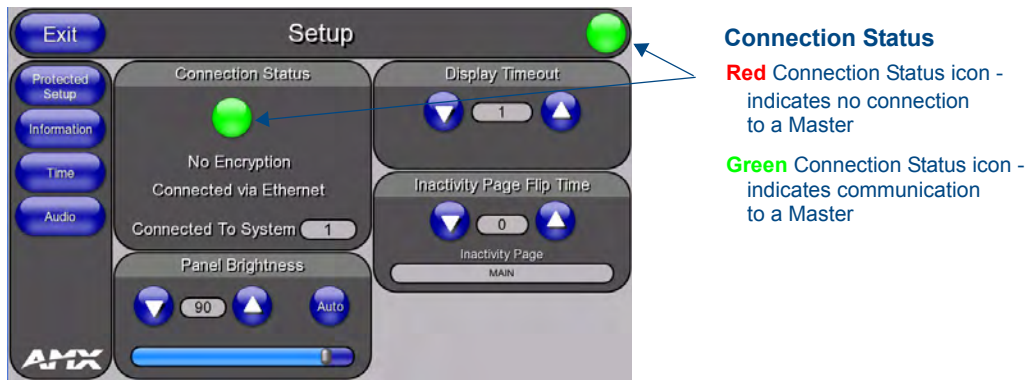 Exit
Setup
Protected
Setup
Information
Time
Audio
AMX
Connection Status
No Encryption
Connected via Ethernet
Connected To System 1
Panel Brightness
90
Auto
Display Timeout
1
Inactivity Page Flip Time
0
Inactivity Page
MAIN
Connection Status
Red Connection Status icon -
indicates no connection
to a Master
Green Connection Status icon -
indicates communication
to a Master